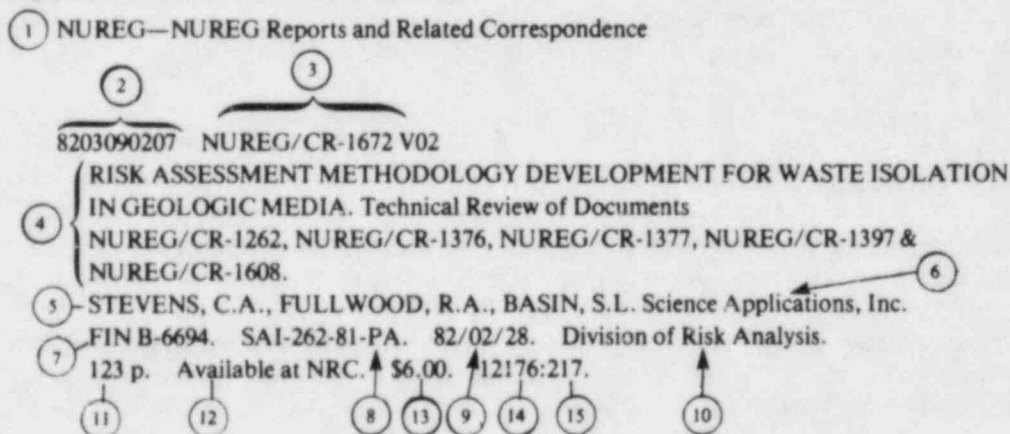 1 NUREG—NUREG Reports and Related Correspondence
2 3
8203090207 NUREG/CR-1672 V02
RISK ASSESSMENT METHODOLOGY DEVELOPMENT FOR WASTE ISOLATION
4 IN GEOLOGIC MEDIA. Technical Review of Documents
NUREG/CR-1262, NUREG/CR-1376, NUREG/CR-1377, NUREG/CR-1397 &
NUREG/CR-1608.
6
5 STEVENS, C.A., FULLWOOD, R.A., BASIN, S.L. Science Applications, Inc.
7 FIN B-6694. SAI-262-81-PA. 82/02/28. Division of Risk Analysis.
123 p. Available at NRC. $6.00. 12176:217.
11 12 8 13 9 14 15 10